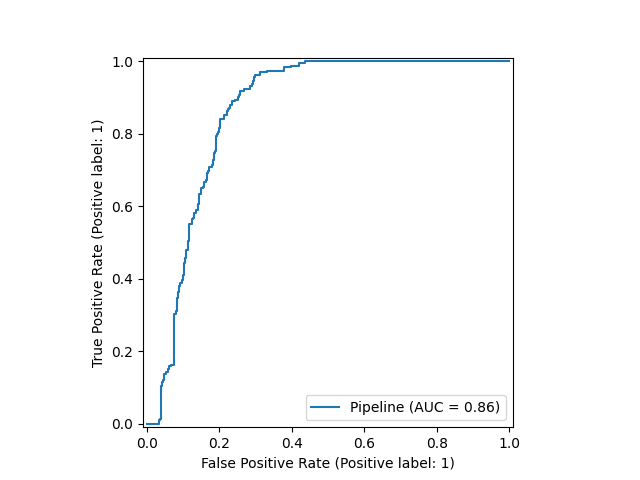 1.0
0.8
0.6
0.4
0.2
0.0
True Positive Rate (Positive label: 1)
Pipeline (AUC = 0.86)
0.0 0.2 0.4 0.6 0.8 1.0
False Positive Rate (Positive label: 1)